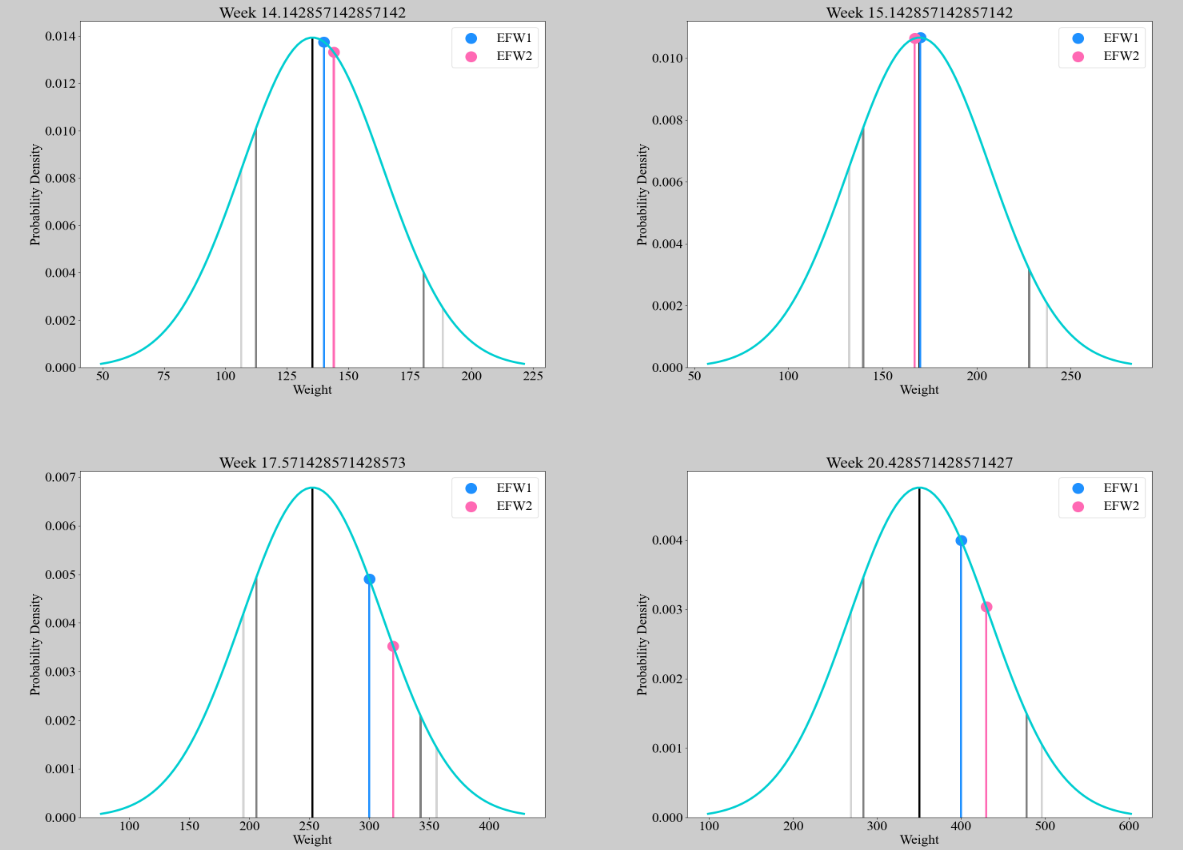 Week 14.142857142857142
EFW1
EFW2
0.014
0.012
0.010
0.008
0.006
0.004
0.002
0.000
Probability Density
50 75 100 125 150 175 200 225
Weight
Week 15.142857142857142
EFW1
EFW2
0.010
0.008
0.006
0.004
0.002
0.000
Probability Density
50 100 150 200 250
Weight
Week 17.571428571428573
EFW1
EFW2
0.007
0.006
0.005
0.004
0.003
0.002
0.001
0.000
Probability Density
100 150 200 250 300 350 400
Weight
Week 20.428571428571427
EFW1
EFW2
0.004
0.003
0.002
0.001
0.000
Probability Density
100 200 300 400 500 600
Weight